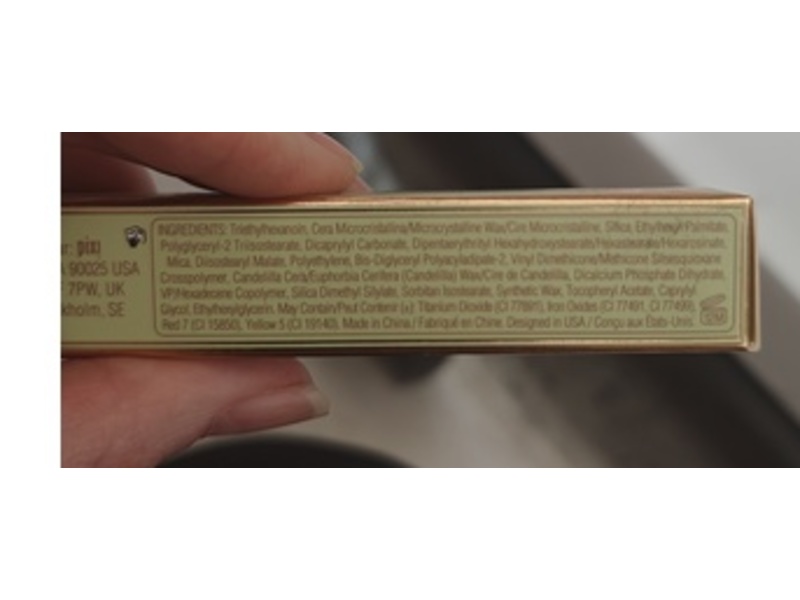 er: pixi
A 90025 USA
7PW, UK
kholm, SE
INGREDIENTS: Triethylhexanoin, Cera Microcristallina/Microcrystalline Wax/Cire Microcrystalline, Silica, Ethylhexyl Palmitate,
Polyglyceryl-2 Triisostearate, Dicaprylyl Carbonate, Dipentaerythrityl Hexahydroxystearate/Hexastearate/Hexarosinate,
Mica, Diisostearyl Malate, Polyethylene, Bis-Diglyceryl Polyacyladipate-2, Vinyl Dimethicone/Methicone Silsesquioxane
Crosspolymer, Candelilla Cera/Euphorbia Cerifera (Candelilla) Wax/Cire de Candelilla, Dicalcium Phosphate Dihydrate,
VP/Hexadecene Copolymer, Silica Dimethyl Silylate, Sorbitan Isostearate, Synthetic Wax, Tocopheryl Acetate, Caprylyl
Glycol, Ethylhexylglycerin. May Contain/Peut Contenir (±): Titanium Dioxide (CI 77891), Iron Oxides (CI 77491, CI 77499),
Red 7 (CI 15850), Yellow 5 (CI 19140). Made in China / Fabriqué en Chine. Designed in USA / Conçu aux États-Unis.
12M